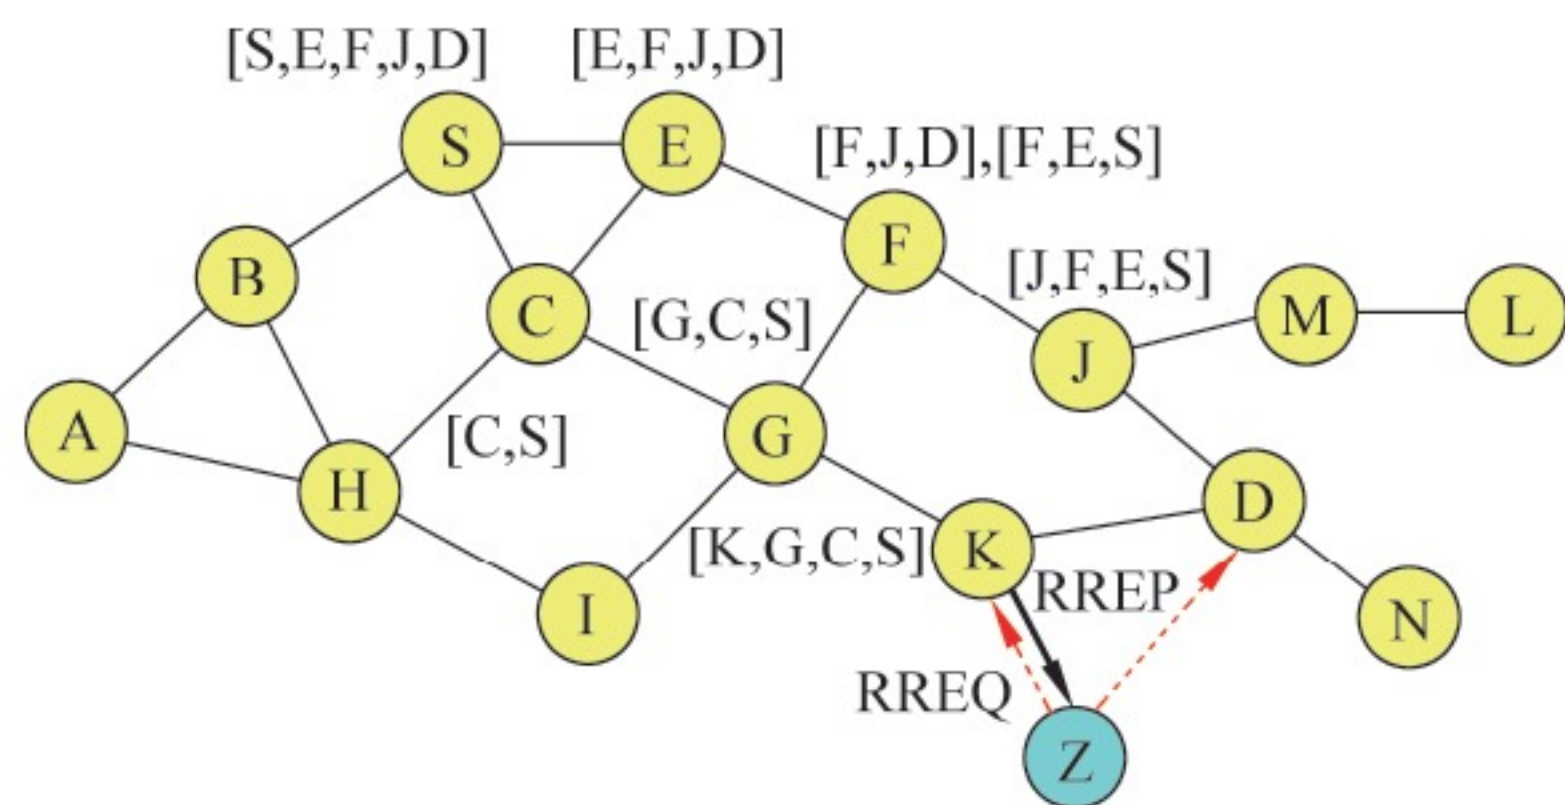 [S,E,F,J,D] [E,F,J,D]
S E [F,J,D],[F,E,S]
F
B [J,F,E,S]
C [G,C,S] M L
J
A [C,S] G
H D
[K,G,C,S] K
RREP
I N
RREQ
Z